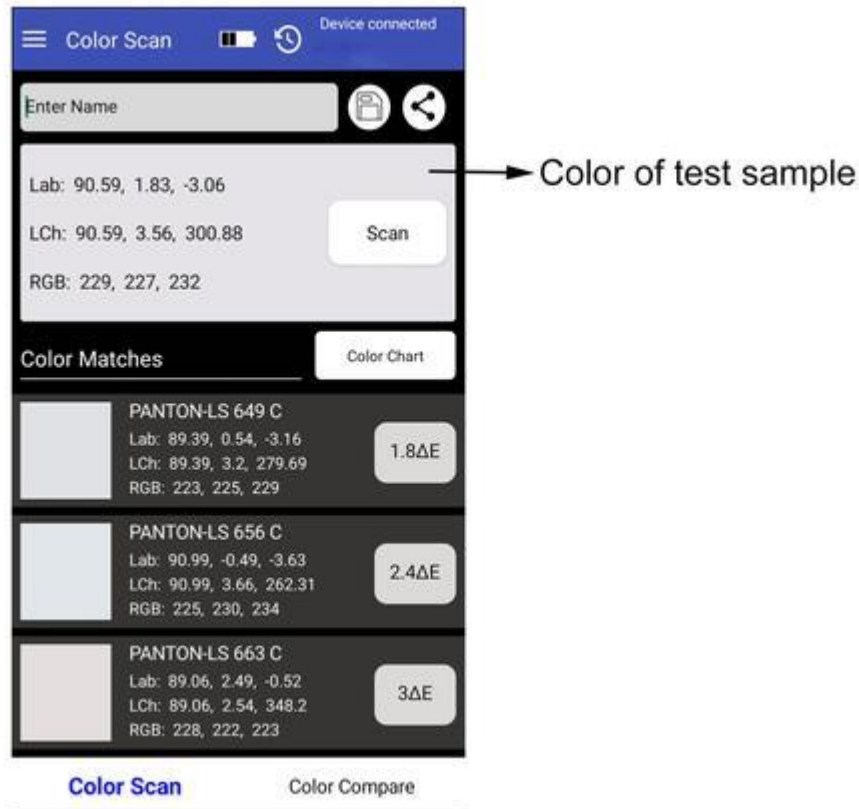 Color Scan
Device connected
Enter Name
Color of test sample
Lab: 90.59, 1.83, -3.06
LCh: 90.59, 3.56, 300.88
Scan
RGB: 229, 227, 232
Color Matches
Color Chart
PANTON-LS 649 C
Lab: 89.39, 0.54, -3.16
LCh: 89.39, 3.2, 279.69
RGB: 223, 225, 229
1.8ΔE
PANTON-LS 656 C
Lab: 90.99, -0.49, -3.63
LCh: 90.99, 3.66, 262.31
RGB: 225, 230, 234
2.4ΔE
PANTON-LS 663 C
Lab: 89.06, 2.49, -0.52
LCh: 89.06, 2.54, 348.2
RGB: 228, 222, 223
3ΔE
Color Scan
Color Compare